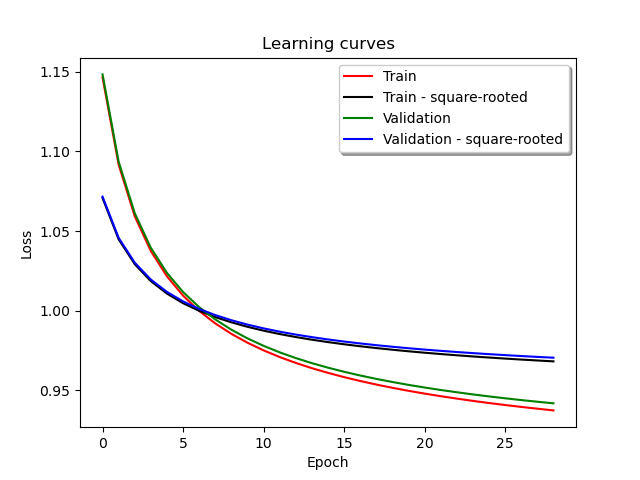 Learning curves
1.15
1.10
1.05
1.00
0.95
Loss
Train
Train - square-rooted
Validation
Validation - square-rooted
0 5 10 15 20 25
Epoch